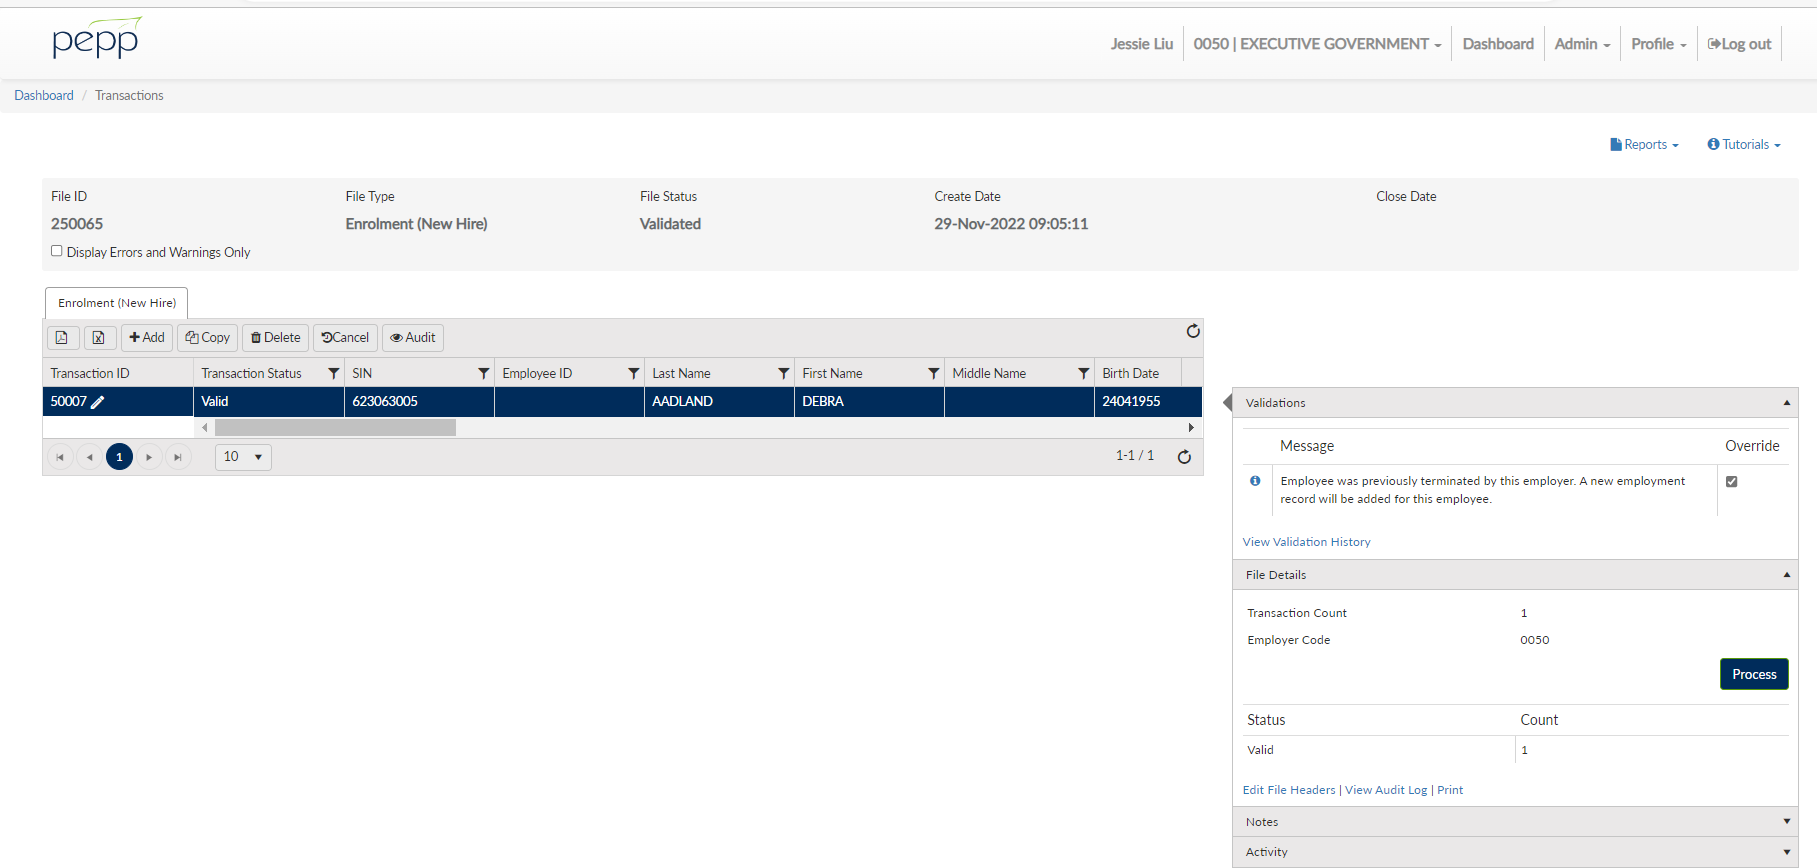 pepp
Jessie Liu
0050 | EXECUTIVE GOVERNMENT
Dashboard
Admin
Profile
Log out
Dashboard / Transactions
Reports
Tutorials
File ID
File Type
File Status
Create Date
Close Date
250065
Enrolment (New Hire)
Validated
29-Nov-2022 09:05:11
Display Errors and Warnings Only
Enrolment (New Hire)
Add
Copy
Delete
Cancel
Audit
Transaction ID
Transaction Status
SIN
Employee ID
Last Name
First Name
Middle Name
Birth Date
50007
Valid
623063005
AADLAND
DEBRA
24041955
1
10
1-1 / 1
Validations
Message
Override
Employee was previously terminated by this employer. A new employment
record will be added for this employee.
View Validation History
File Details
Transaction Count
1
Employer Code
0050
Process
Status
Count
Valid
1
Edit File Headers | View Audit Log | Print
Notes
Activity